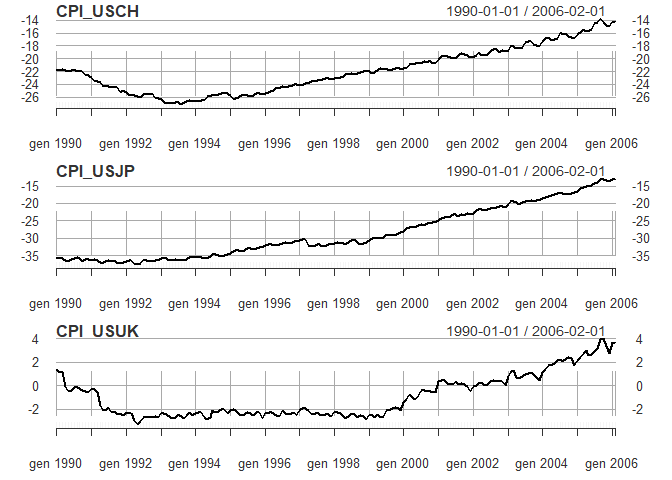 CPI_USCH 1990-01-01 / 2006-02-01
-14 -14
-16 -16
-18 -18
-20 -20
-22 -22
-24 -24
-26 -26
gen 1990 gen 1992 gen 1994 gen 1996 gen 1998 gen 2000 gen 2002 gen 2004 gen 2006
CPI_USJP 1990-01-01 / 2006-02-01
-15 -15
-20 -20
-25 -25
-30 -30
-35 -35
gen 1990 gen 1992 gen 1994 gen 1996 gen 1998 gen 2000 gen 2002 gen 2004 gen 2006
CPI_USUK 1990-01-01 / 2006-02-01
4 4
2 2
0 0
-2 -2
gen 1990 gen 1992 gen 1994 gen 1996 gen 1998 gen 2000 gen 2002 gen 2004 gen 2006